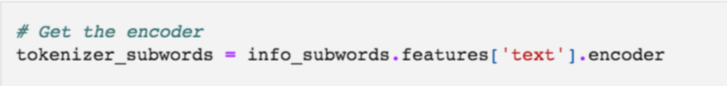 # Get the encoder
tokenizer_subwords = info_subwords.features['text'].encoder